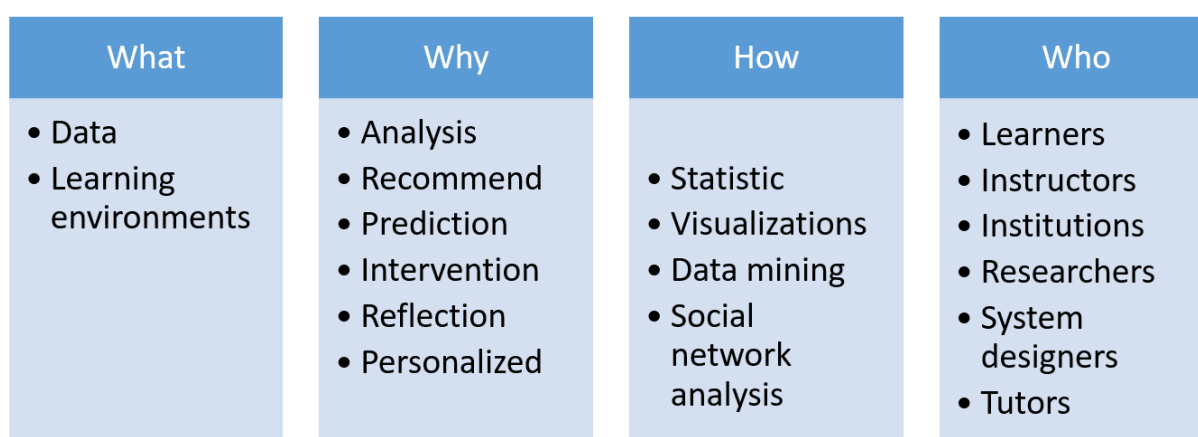 What
• Data
• Learning
environments
Why
• Analysis
• Recommend
• Prediction
• Intervention
• Reflection
• Personalized
How
• Statistic
• Visualizations
• Data mining
• Social
network
analysis
Who
• Learners
• Instructors
• Institutions
• Researchers
• System
designers
• Tutors